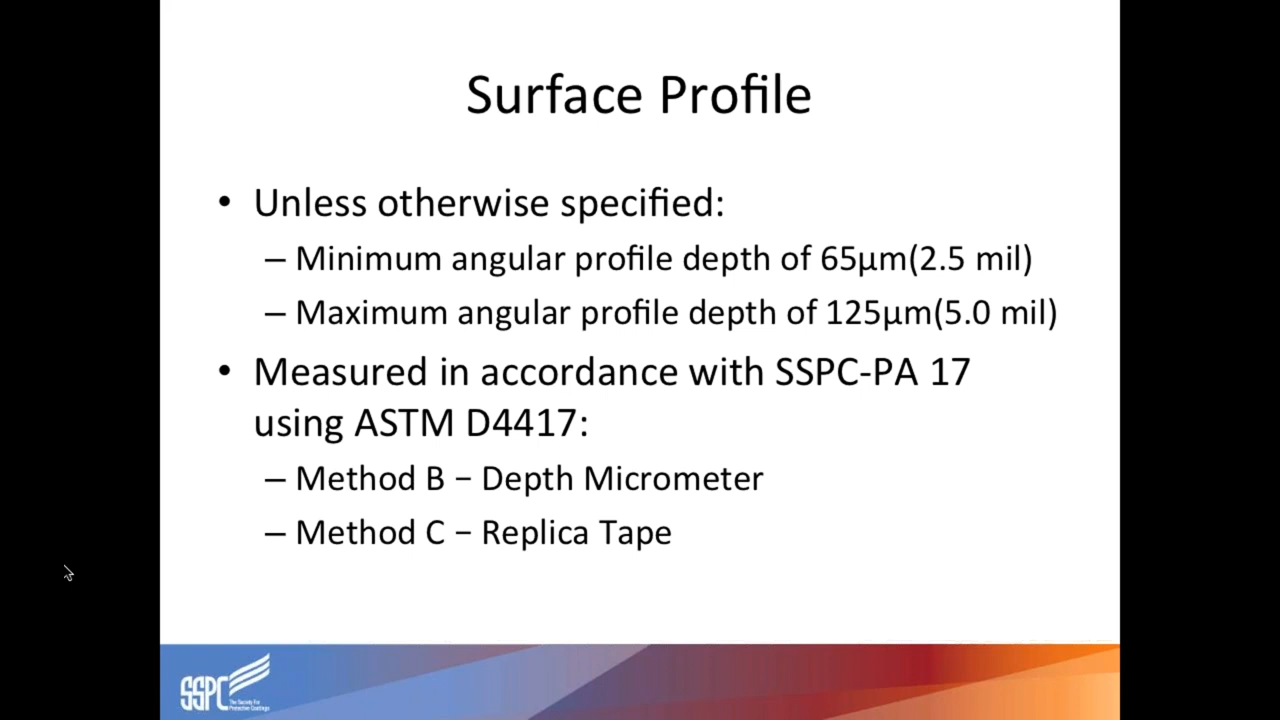 Surface Profile
• Unless otherwise specified:
– Minimum angular profile depth of 65µm(2.5 mil)
– Maximum angular profile depth of 125µm(5.0 mil)
• Measured in accordance with SSPC-PA 17
using ASTM D4417:
– Method B – Depth Micrometer
– Method C – Replica Tape
SSPC
The Society For
Protective Coatings